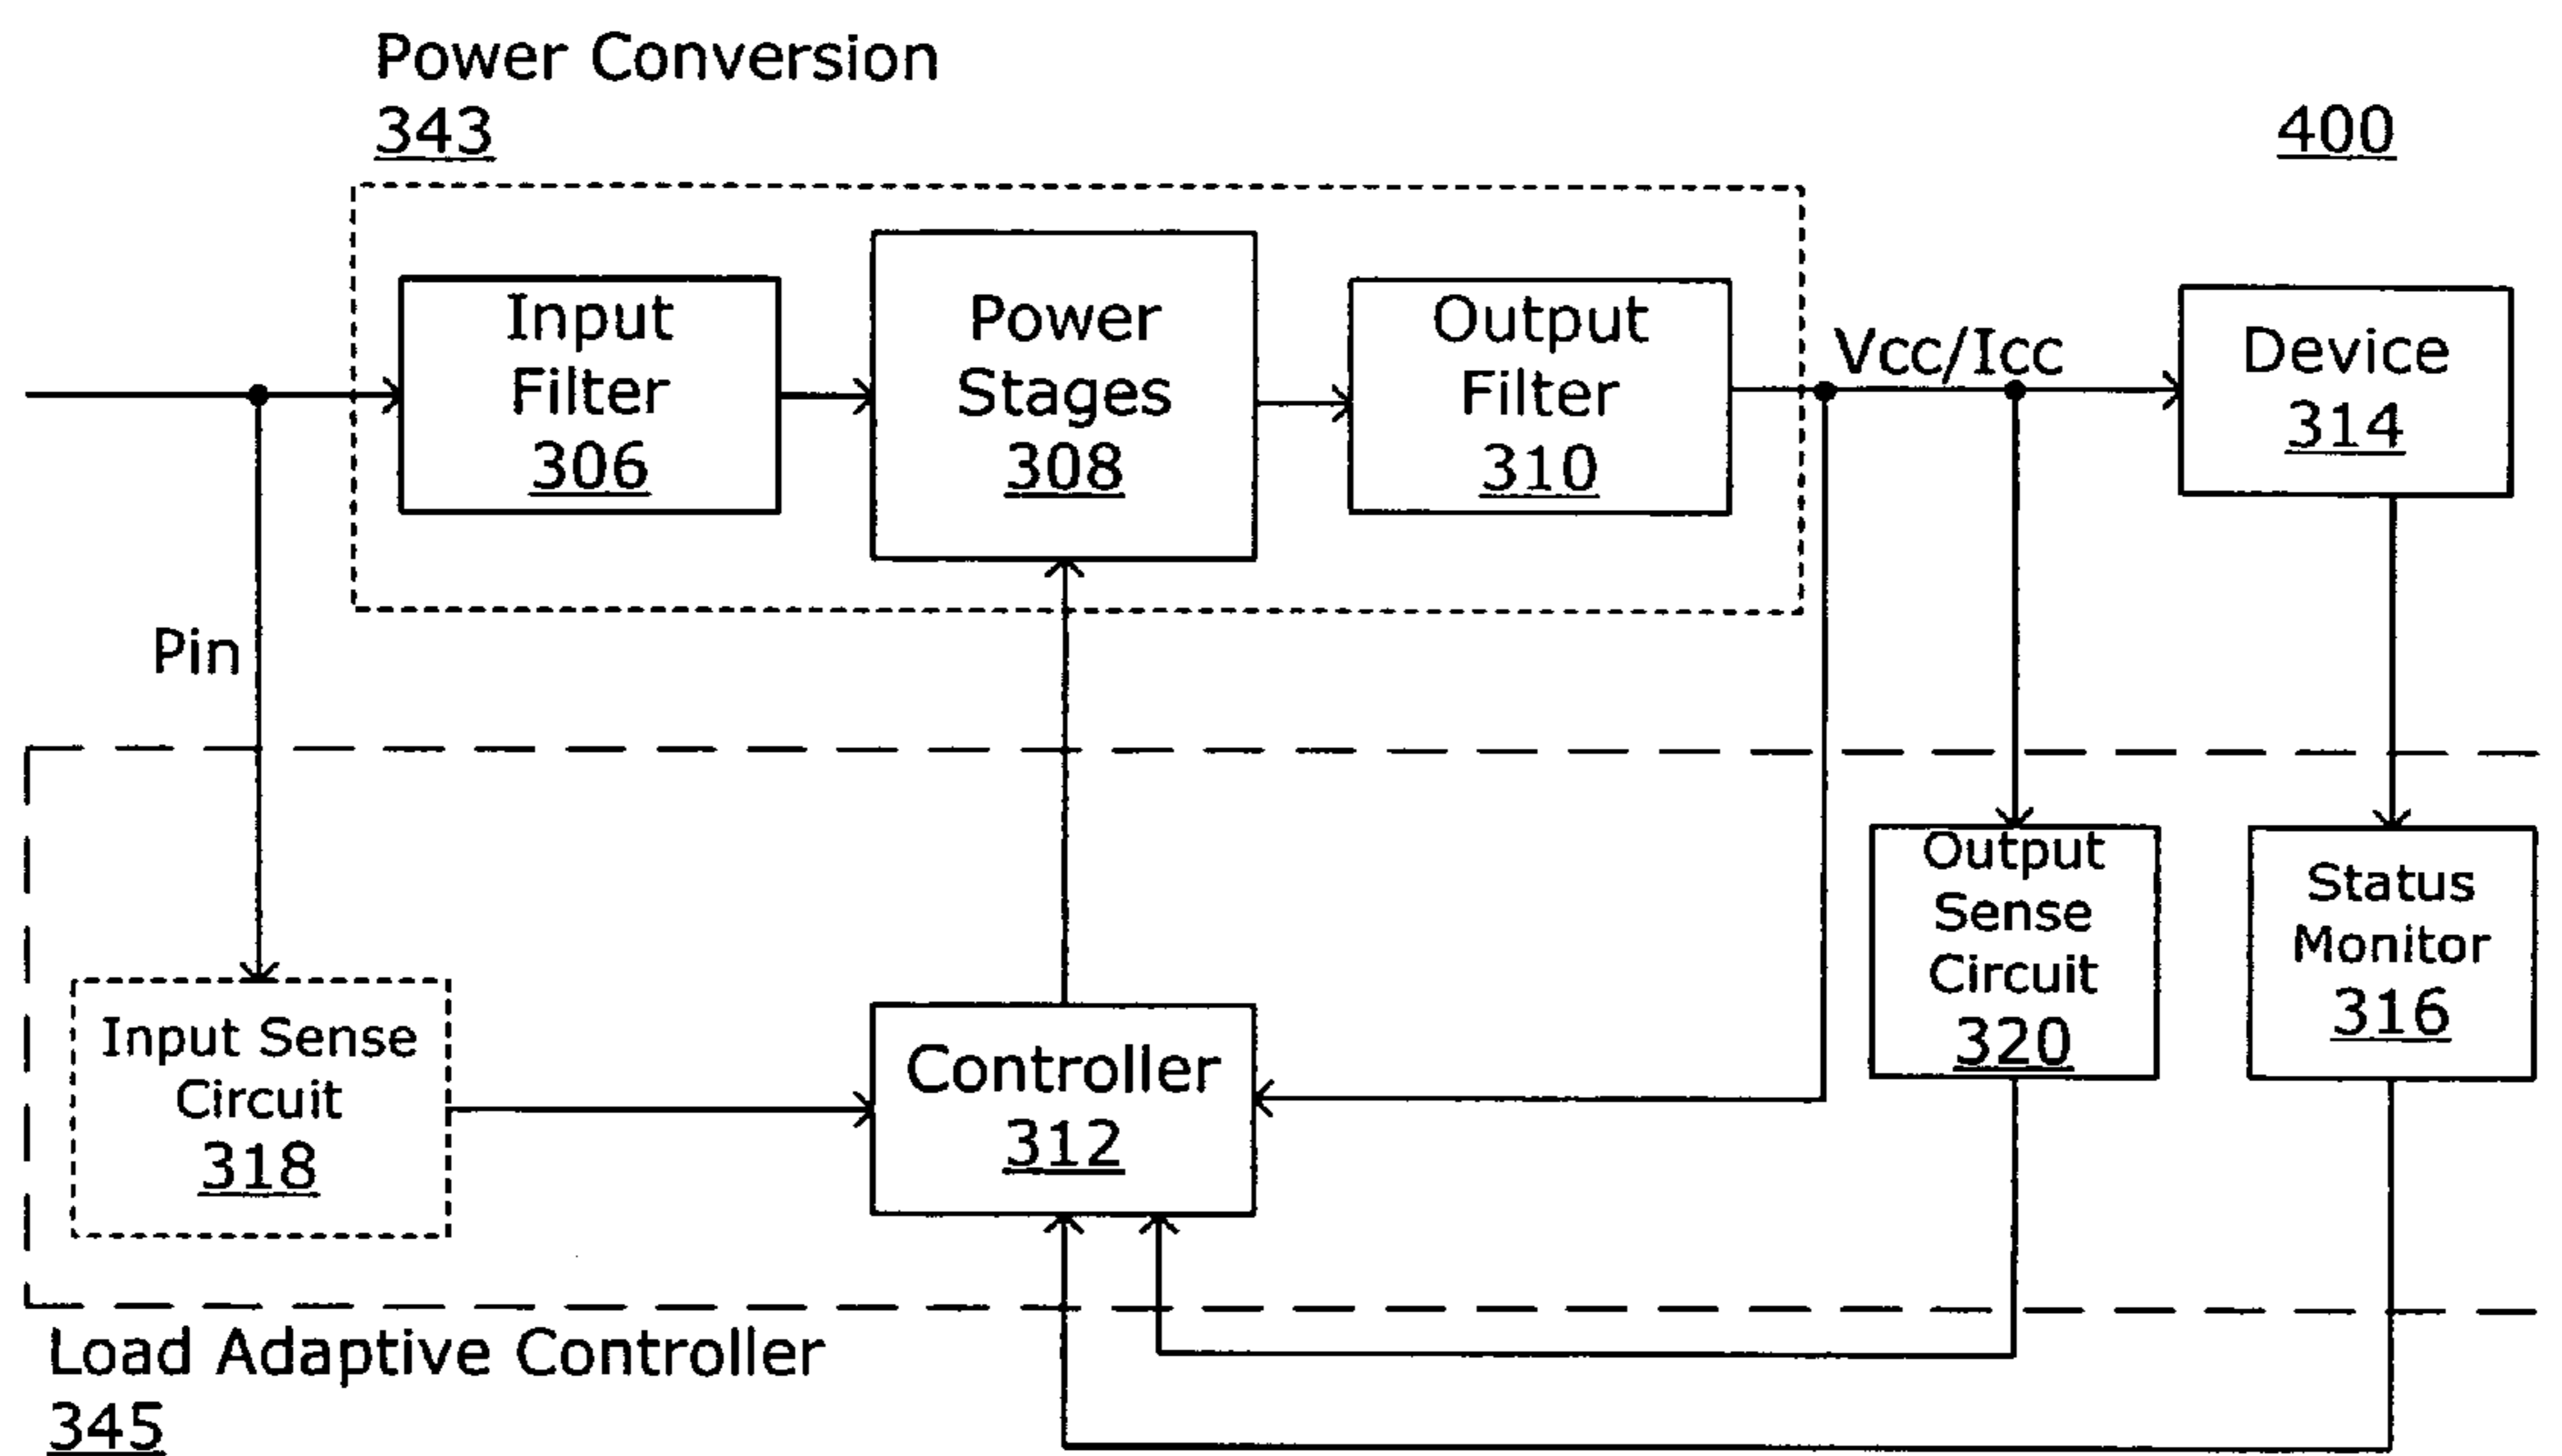 Power Conversion
343
400
Input
Filter
306
Power
Stages
308
Output
Filter
310
Vcc/Icc
Device
314
Pin
Output
Sense
Circuit
320
Status
Monitor
316
Input Sense
Circuit
318
Controller
312
Load Adaptive Controller
345